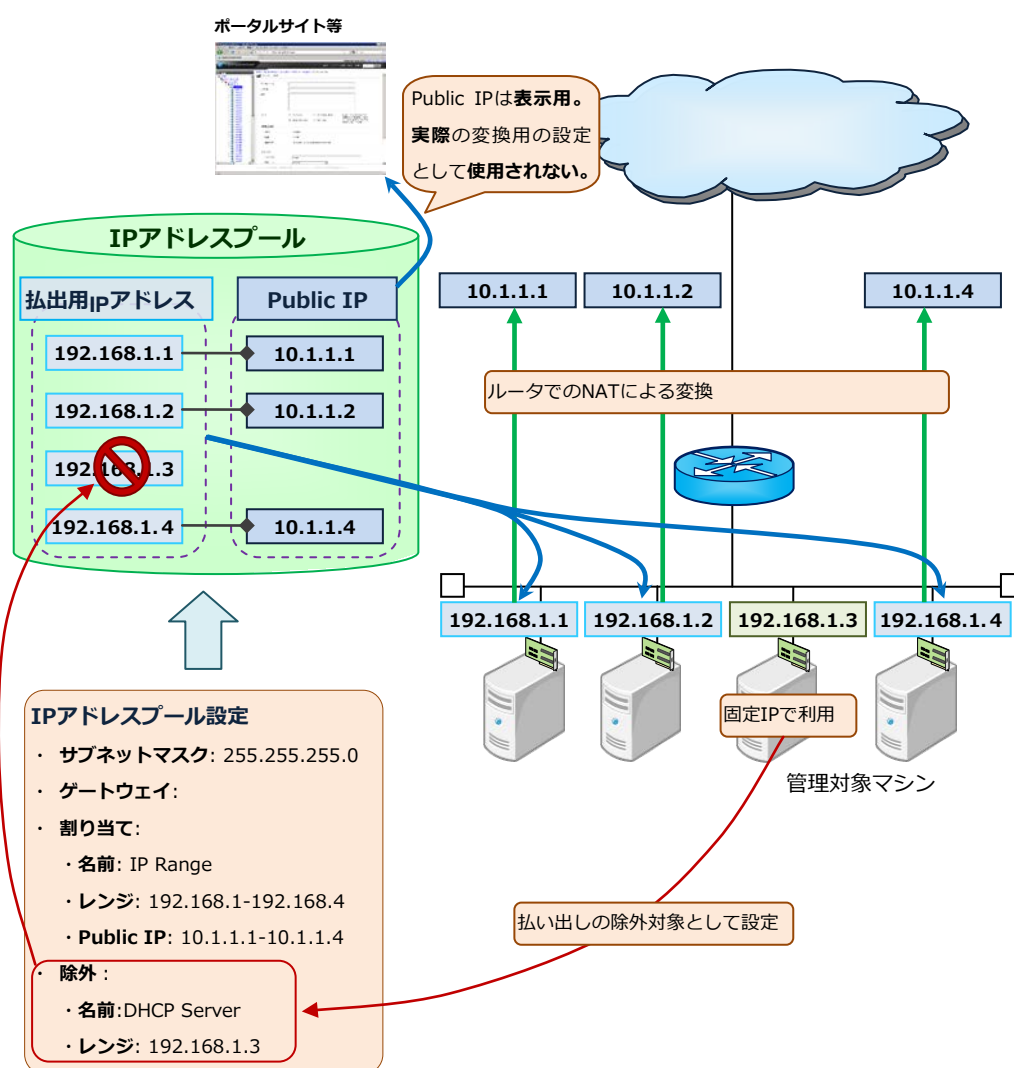 ポータルサイト等
Public IPは表示用。
実際の変換用の設定
として使用されない。
IPアドレスプール
払出用IPアドレス
Public IP
192.168.1.1
10.1.1.1
192.168.1.2
10.1.1.2
192.168.1.3
192.168.1.4
10.1.1.4
10.1.1.1
10.1.1.2
10.1.1.4
ルータでのNATによる変換
192.168.1.1
192.168.1.2
192.168.1.3
192.168.1.4
固定IPで利用
管理対象マシン
払い出しの除外対象として設定
IPアドレスプール設定
・ サブネットマスク: 255.255.255.0
・ ゲートウェイ:
・ 割り当て:
・名前: IP Range
・レンジ: 192.168.1-192.168.4
・Public IP: 10.1.1.1-10.1.1.4
・ 除外 :
・名前:DHCP Server
・レンジ: 192.168.1.3